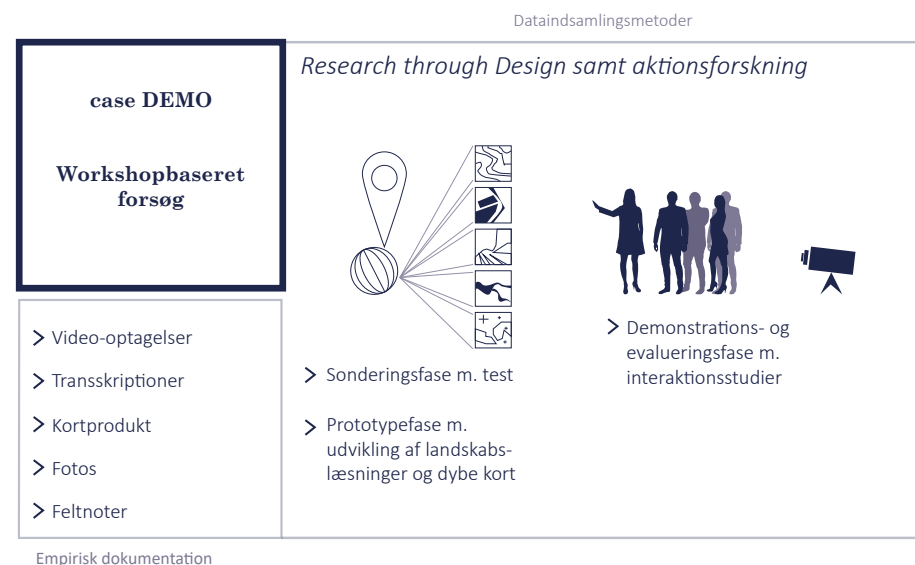 Dataindsamlingsmetoder
case DEMO
Workshopbaseret
forsøg
Research through Design samt aktionsforskning
> Video-optagelser
> Transskriptioner
> Kortprodukt
> Fotos
> Feltnoter
> Sonderingsfase m. test
> Prototypefase m.
udvikling af landskabs-
læsninger og dybe kort
> Demonstrations- og
evalueringsfase m.
interaktionsstudier
Empirisk dokumentation